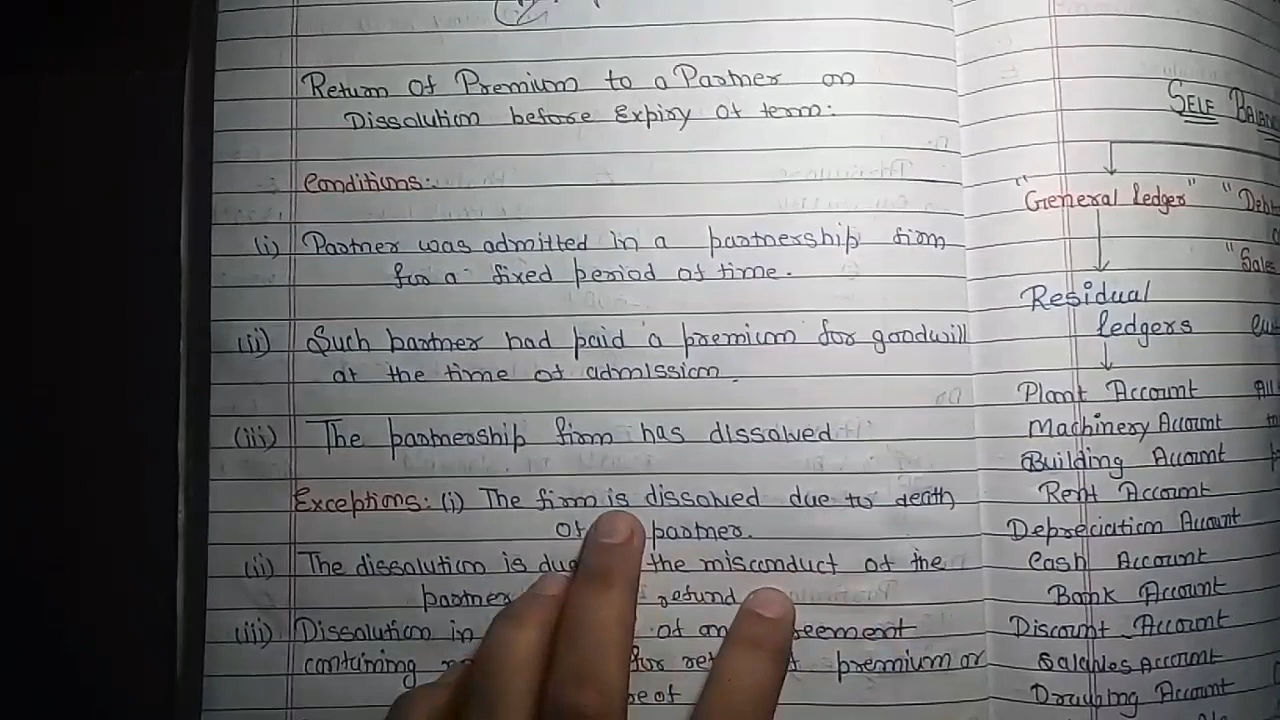 Return of Premium to a Partner on
Dissolution before Expiry of term:
Conditions:
(i) Partner was admitted in a partnership firm
for a fixed period of time.
(ii) Such partner had paid a premium for goodwill
at the time of admission.
(iii) The partnership firm has dissolved.
Exceptions: (i) The firm is dissolved due to death
of partner.
(ii) The dissolution is due the misconduct of the
partner refund
(iii) Dissolution in of an
containing for premium or
SELF
"General ledger"
"Sales
Residual
ledgers
Plant Account All
Machinery Account
Building Account
Rent Account
Depreciation Account
Cash Account
Bank Account
Discount Account
Salaries Account
Drawing Account